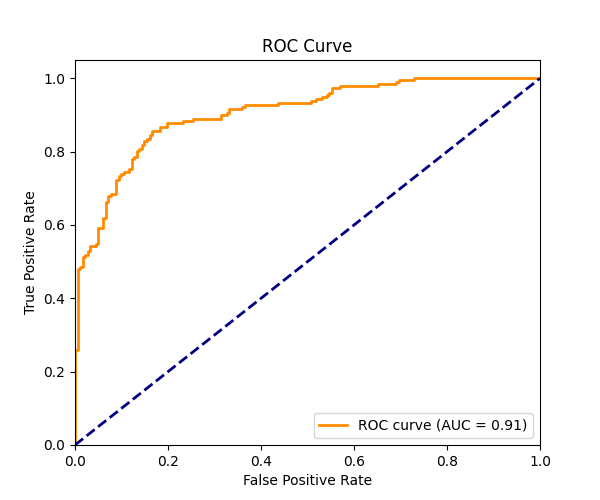 ROC Curve
1.0
0.8
0.6
0.4
0.2
0.0
True Positive Rate
ROC curve (AUC = 0.91)
0.0 0.2 0.4 0.6 0.8 1.0
False Positive Rate